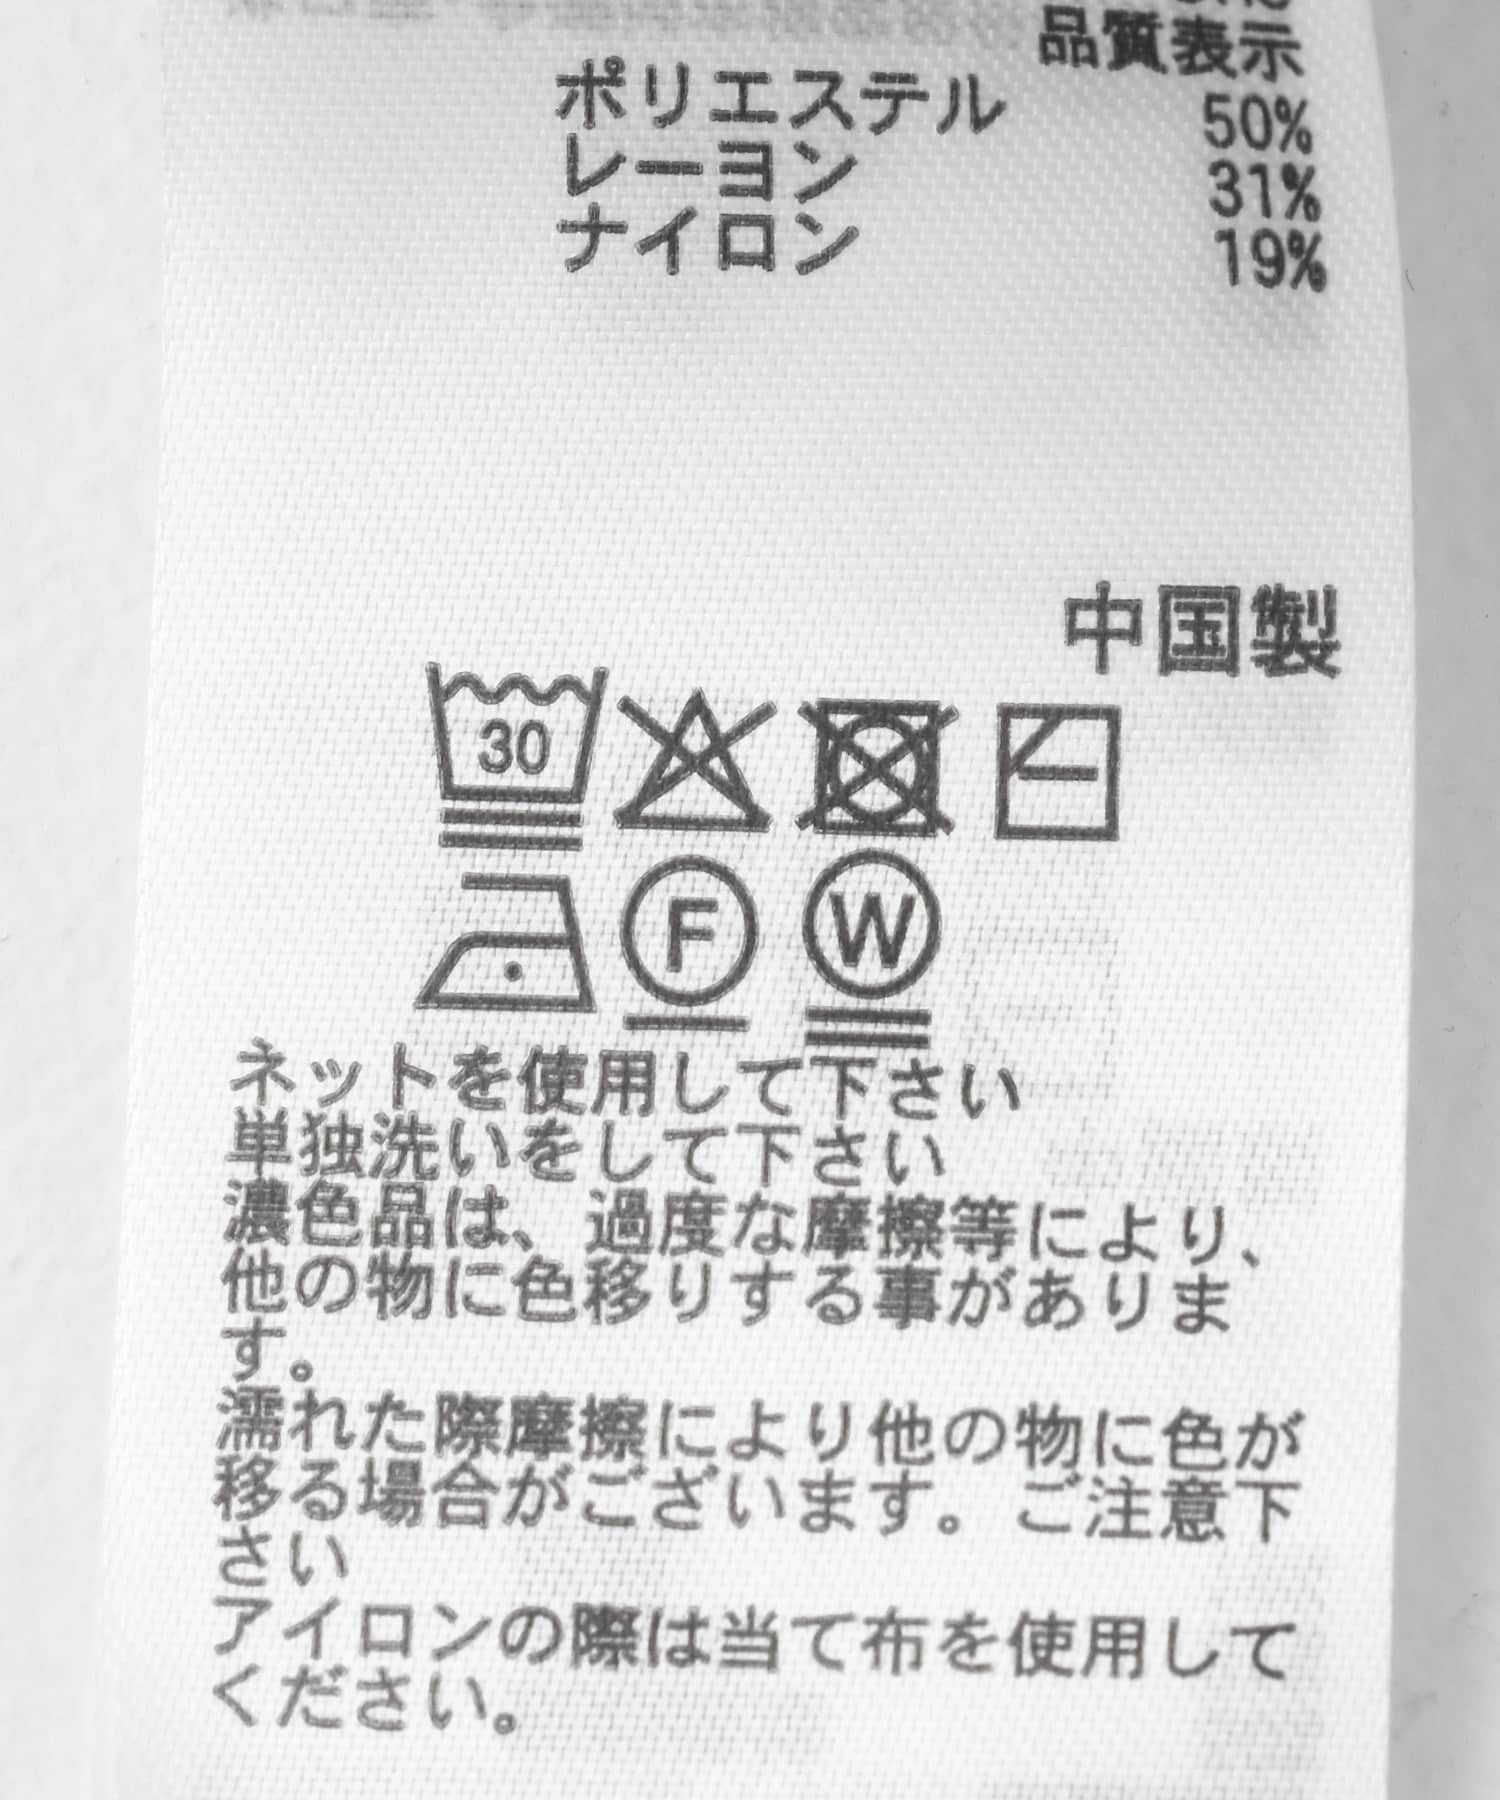 品質表示
ポリエステル 50%
レーヨン 31%
ナイロン 19%
中国製
30
F W
ネットを使用して下さい
単独洗いをして下さい
濃色品は、過度な摩擦等により、
他の物に色移りする事がありま
す。
濡れた際摩擦により他の物に色が
移る場合がございます。ご注意下
さい
アイロンの際は当て布を使用して
ください。